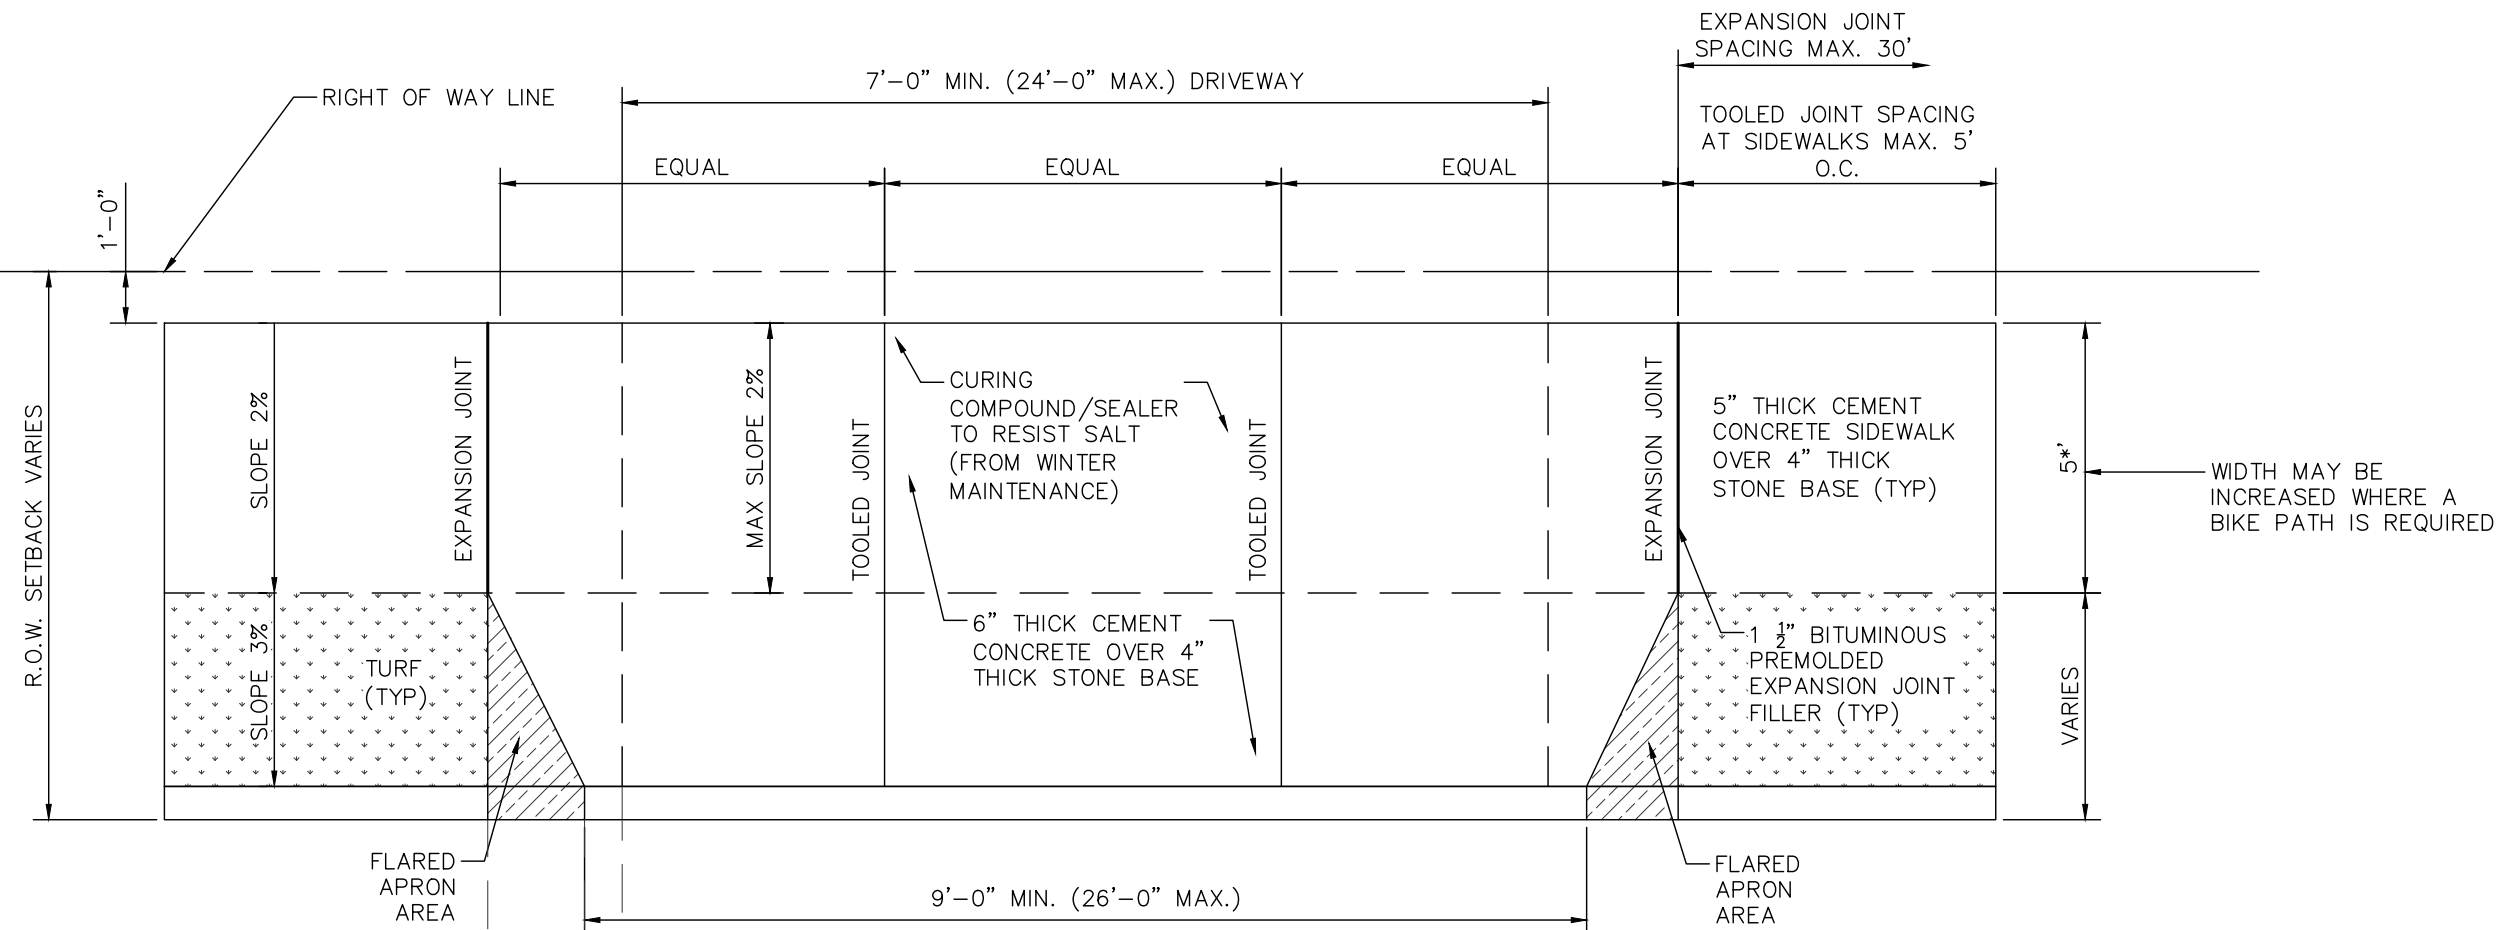 EXPANSION JOINT
SPACING MAX. 30'
7'-0" MIN. (24'-0" MAX.) DRIVEWAY
RIGHT OF WAY LINE
TOOLED JOINT SPACING
AT SIDEWALKS MAX. 5'
O.C.
EQUAL
EQUAL
EQUAL
1'-0"
R.O.W. SETBACK VARIES
SLOPE 2%
EXPANSION JOINT
MAX SLOPE 2%
TOOLED JOINT
CURING
COMPOUND/SEALER
TO RESIST SALT
(FROM WINTER
MAINTENANCE)
TOOLED JOINT
EXPANSION JOINT
5" THICK CEMENT
CONCRETE SIDEWALK
OVER 4" THICK
STONE BASE (TYP)
5*'
WIDTH MAY BE
INCREASED WHERE A
BIKE PATH IS REQUIRED
SLOPE 3%
TURF
(TYP)
6" THICK CEMENT
CONCRETE OVER 4"
THICK STONE BASE
1 1/2" BITUMINOUS
PREMOLDED
EXPANSION JOINT
FILLER (TYP)
VARIES
FLARED
APRON
AREA
9'-0" MIN. (26'-0" MAX.)
FLARED
APRON
AREA